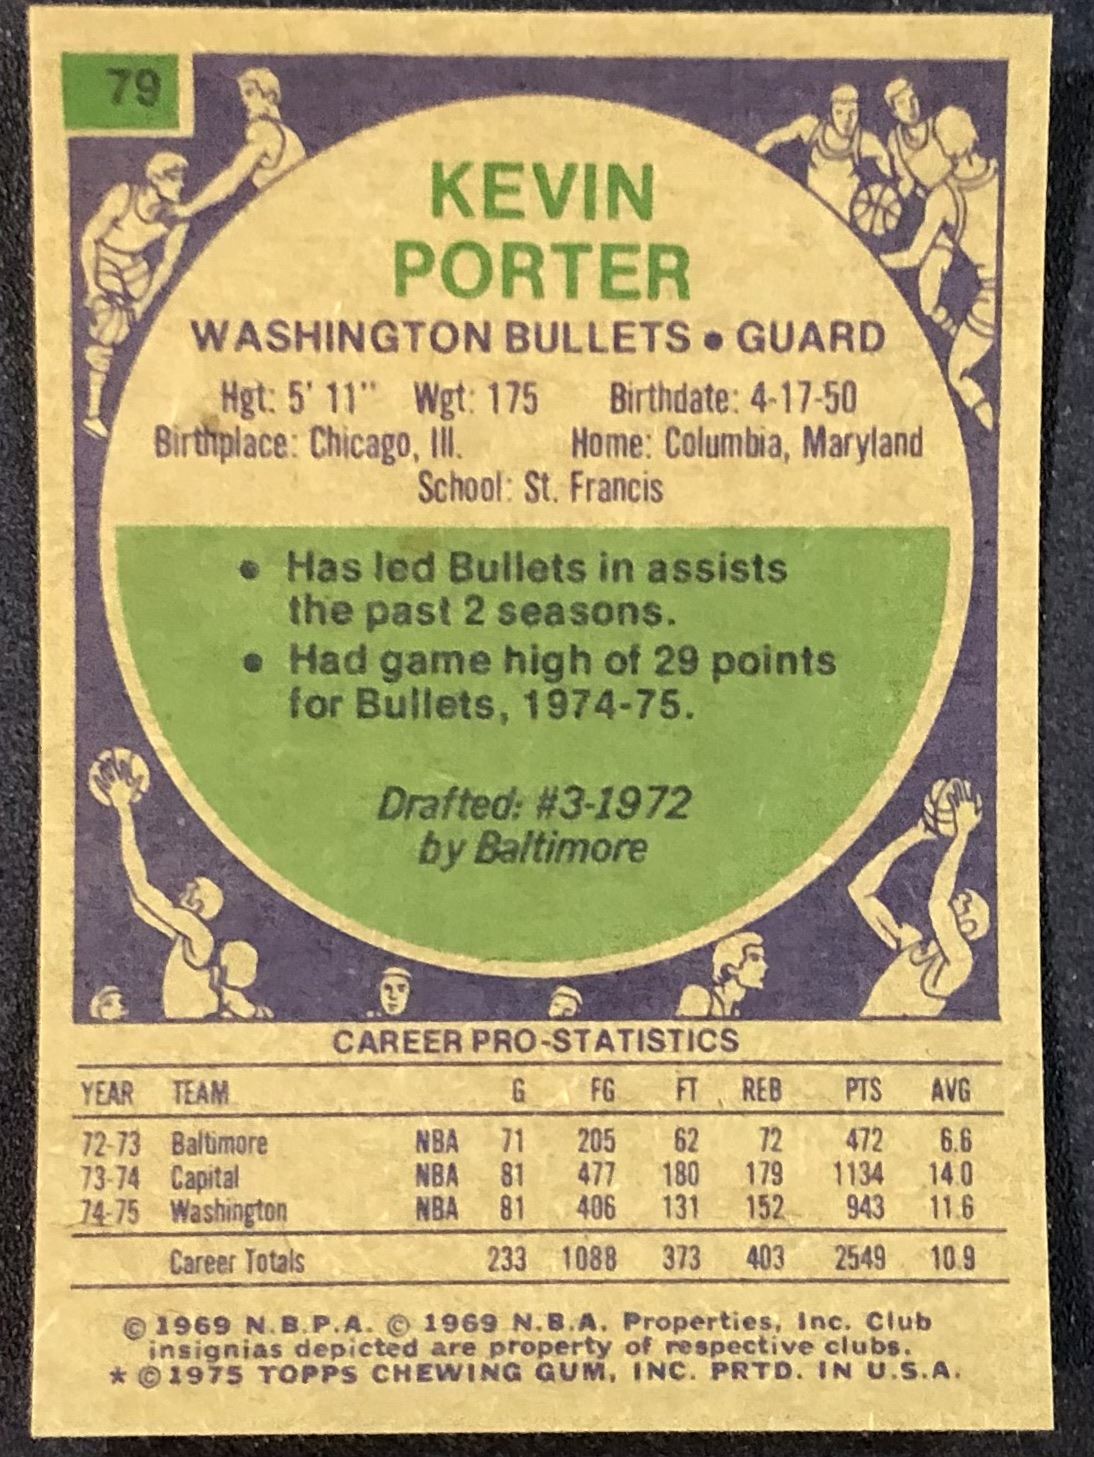 79
KEVIN
PORTER
WASHINGTON BULLETS • GUARD
Hgt: 5' 11" Wgt: 175 Birthdate: 4-17-50
Birthplace: Chicago, Ill. Home: Columbia, Maryland
School: St. Francis
• Has led Bullets in assists
the past 2 seasons.
• Had game high of 29 points
for Bullets, 1974-75.
Drafted: #3-1972
by Baltimore
CAREER PRO-STATISTICS
YEAR TEAM G FG FT REB PTS AVG
72-73 Baltimore NBA 71 205 62 72 472 6.6
73-74 Capital NBA 81 477 180 179 1134 14.0
74-75 Washington NBA 81 406 131 152 943 11.6
Career Totals 233 1088 373 403 2549 10.9
© 1969 N.B.P.A. © 1969 N.B.A. Properties, Inc. Club
insignias depicted are property of respective clubs.
* © 1975 TOPPS CHEWING GUM, INC. PRTD. IN U.S.A.